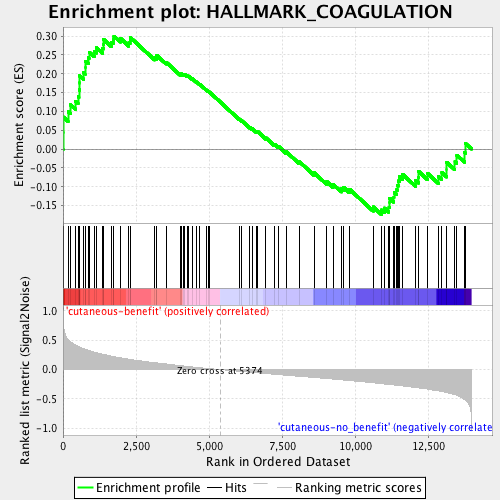 Enrichment plot: HALLMARK_COAGULATION
Enrichment score (ES)
0.30
0.25
0.20
0.15
0.10
0.05
0.00
-0.05
-0.10
-0.15
'cutaneous-benefit' (positively correlated)
Ranked list metric (Signal2Noise)
1.0
0.5
0.0
-0.5
-1.0
Zero cross at 5374
'cutaneous-no_benefit' (negatively correlate
0
2,500
5,000
7,500
10,000
12,500
Rank in Ordered Dataset
Enrichment profile
Hits
Ranking metric scores